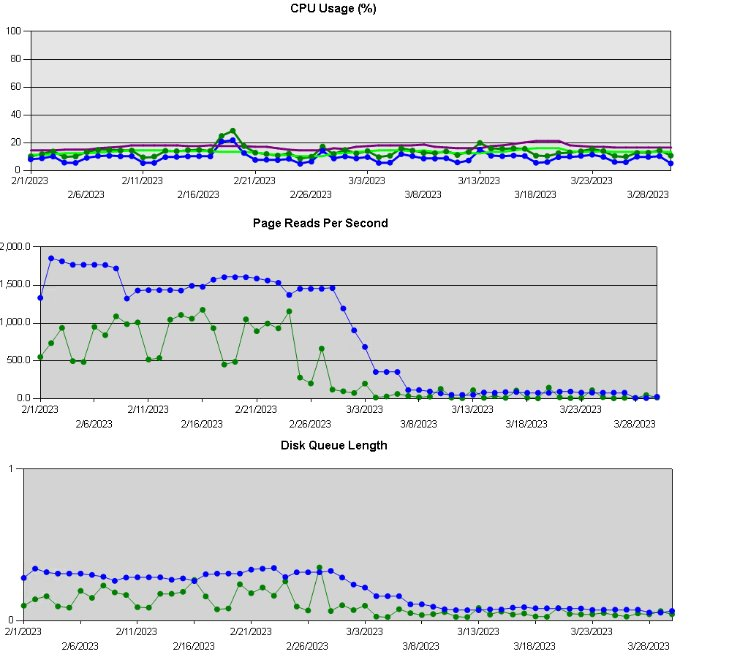 CPU Usage (%)
100
80
60
40
20
0
2/1/2023 2/11/2023 2/21/2023 3/3/2023 3/13/2023 3/23/2023
2/6/2023 2/16/2023 2/26/2023 3/8/2023 3/18/2023 3/28/2023
Page Reads Per Second
2,000.0
1,500.0
1,000.0
500.0
0.0
2/1/2023 2/11/2023 2/21/2023 3/3/2023 3/13/2023 3/23/2023
2/6/2023 2/16/2023 2/26/2023 3/8/2023 3/18/2023 3/28/2023
Disk Queue Length
1
0
2/1/2023 2/11/2023 2/21/2023 3/3/2023 3/13/2023 3/23/2023
2/6/2023 2/16/2023 2/26/2023 3/8/2023 3/18/2023 3/28/2023